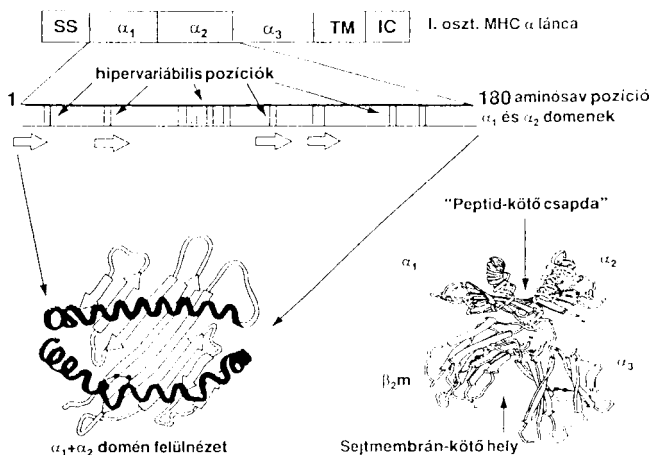 SS α₁ α₂ α₃ TM IC I. oszt. MHC α lánca
hipervariábilis pozíciók
1
180 aminósav pozíció
α₁ és α₂ domenek
"Peptid-kötő csapda"
α₁ α₂
β₂m α₃
α₁+α₂ domén felülnézet
Sejtmembrán-kötő hely